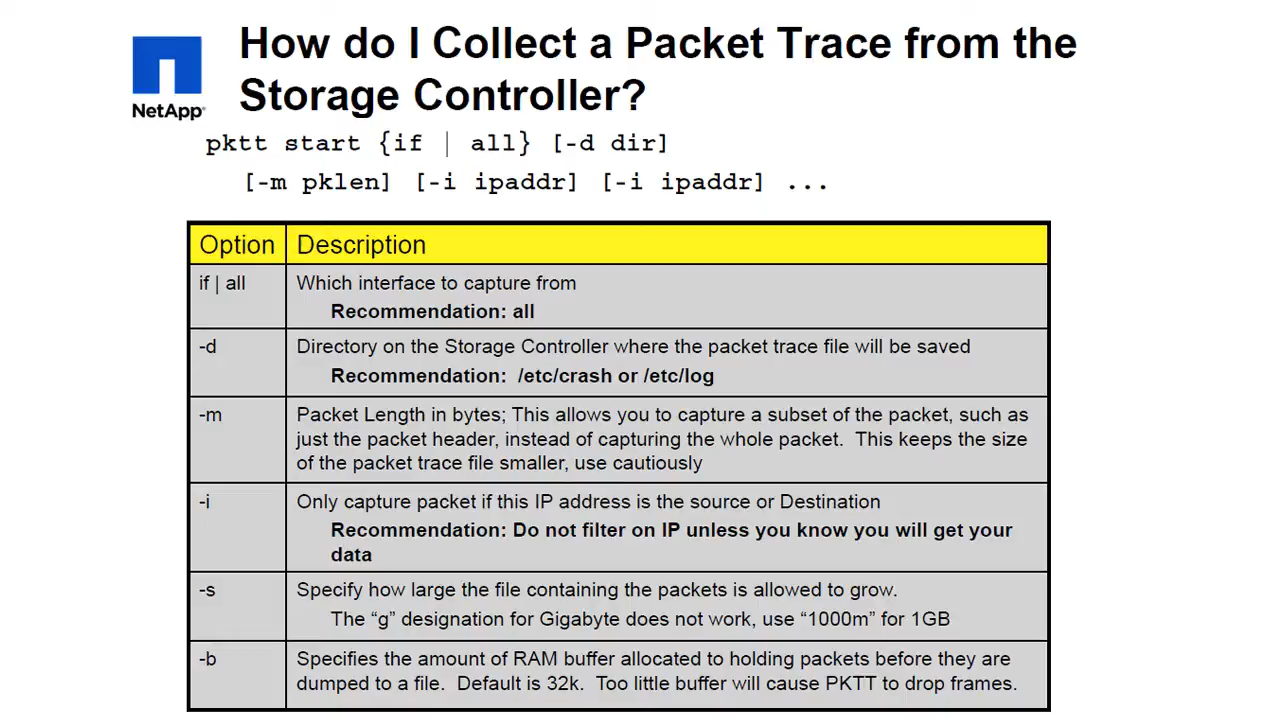 How do I Collect a Packet Trace from the
Storage Controller?
NetApp®
pktt start {if | all} [-d dir]
[-m pklen] [-i ipaddr] [-i ipaddr] ...
Option Description
if | all Which interface to capture from
Recommendation: all
-d Directory on the Storage Controller where the packet trace file will be saved
Recommendation: /etc/crash or /etc/log
-m Packet Length in bytes; This allows you to capture a subset of the packet, such as
just the packet header, instead of capturing the whole packet. This keeps the size
of the packet trace file smaller, use cautiously
-i Only capture packet if this IP address is the source or Destination
Recommendation: Do not filter on IP unless you know you will get your
data
-s Specify how large the file containing the packets is allowed to grow.
The “g” designation for Gigabyte does not work, use “1000m” for 1GB
-b Specifies the amount of RAM buffer allocated to holding packets before they are
dumped to a file. Default is 32k. Too little buffer will cause PKTT to drop frames.